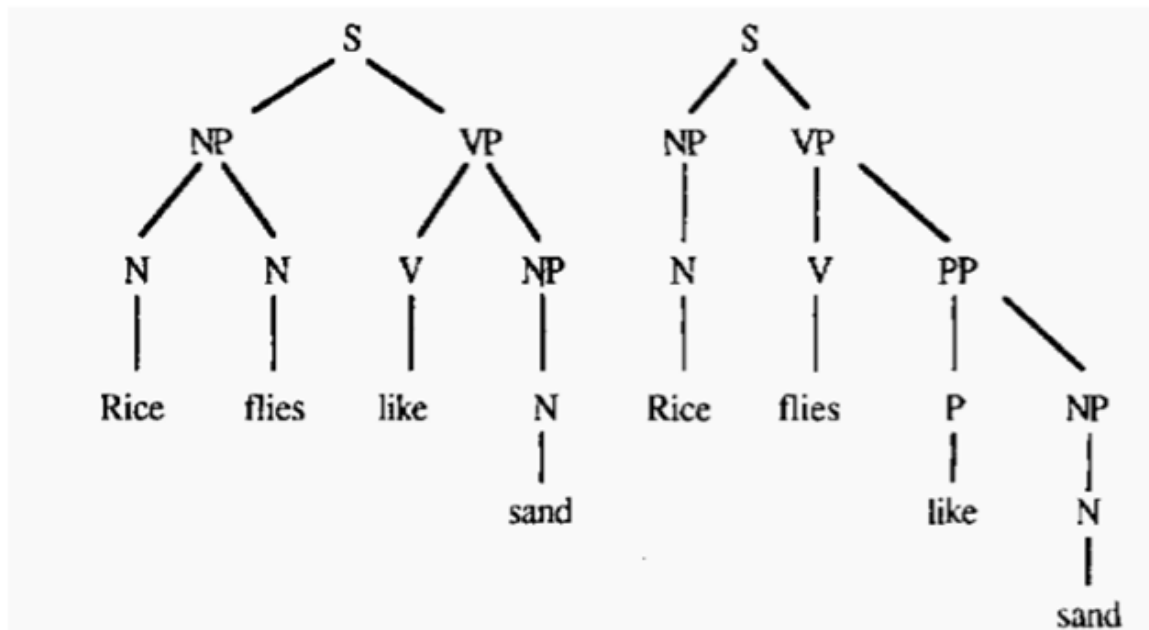 S S
NP VP NP VP
N N V NP N V PP
Rice flies like N Rice flies P NP
sand like N
sand